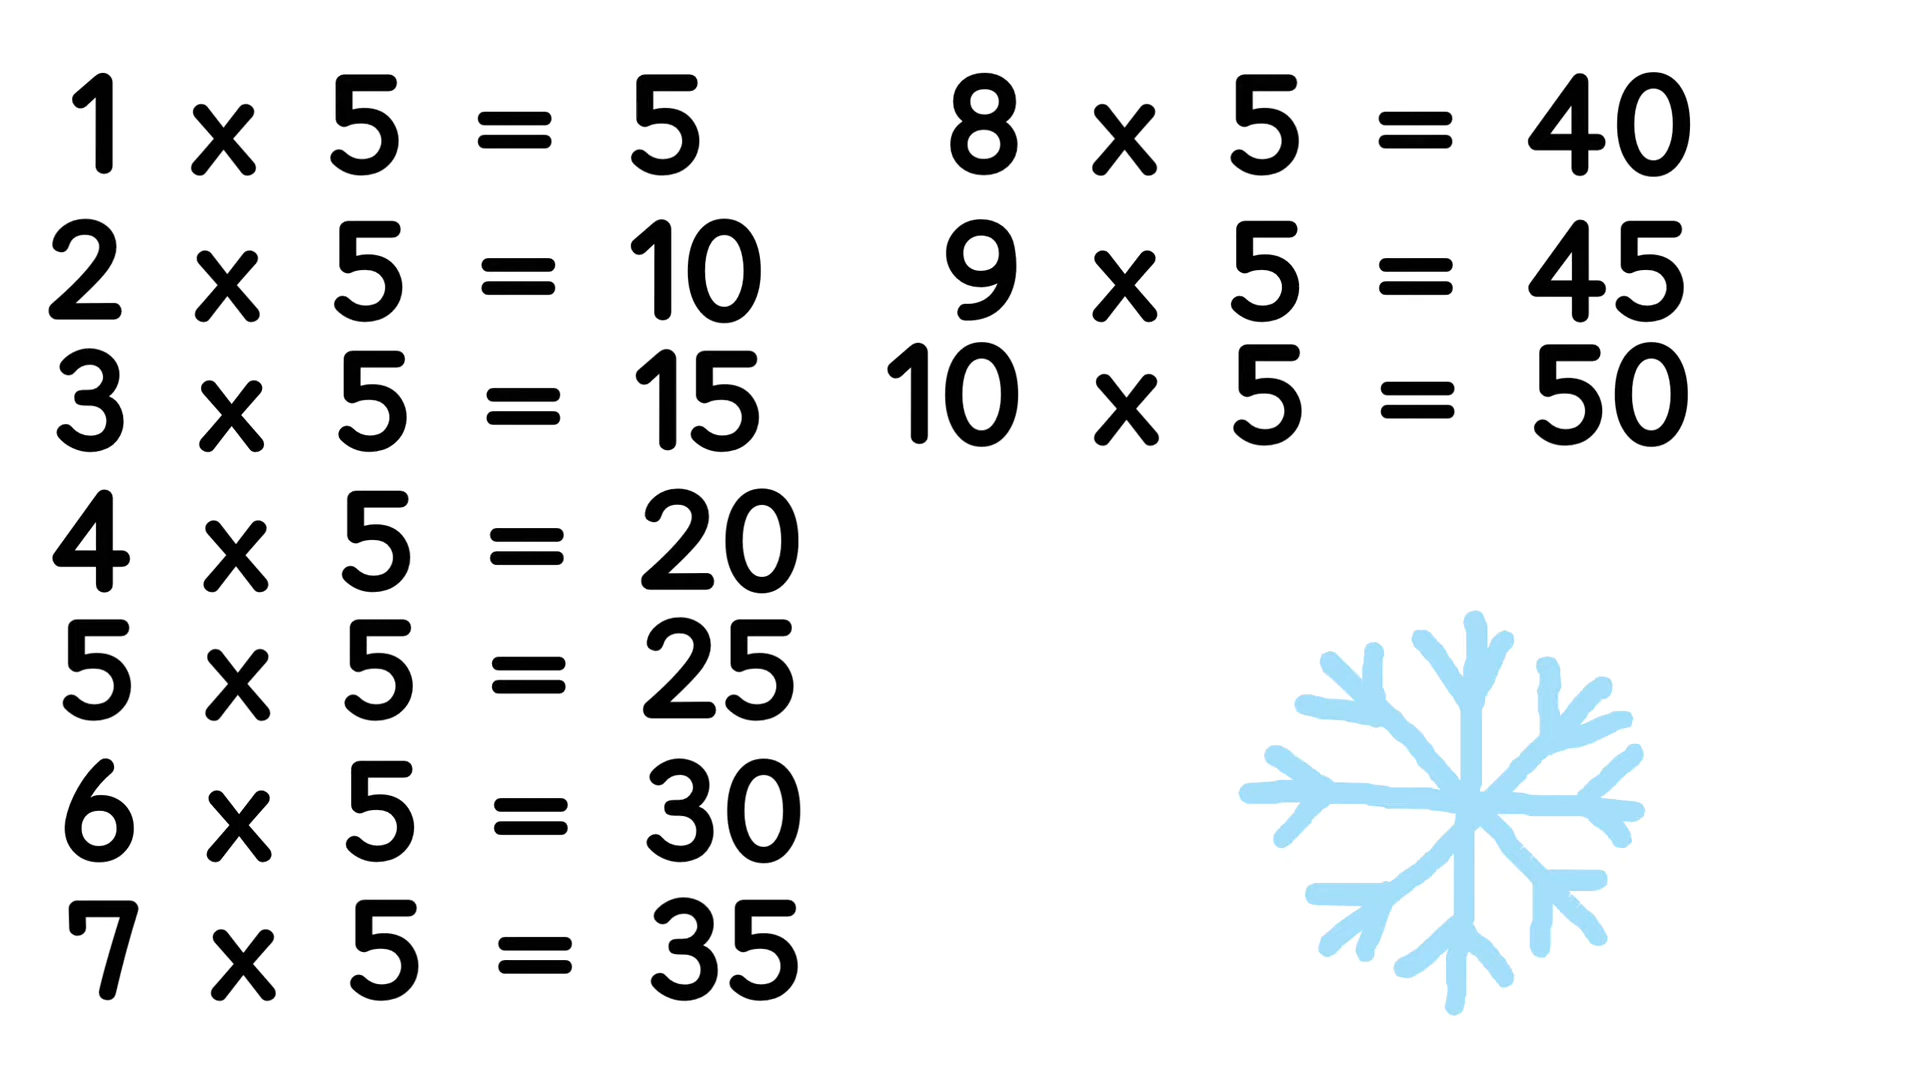 1 x 5 = 5
2 x 5 = 10
3 x 5 = 15
4 x 5 = 20
5 x 5 = 25
6 x 5 = 30
7 x 5 = 35
8 x 5 = 40
9 x 5 = 45
10 x 5 = 50